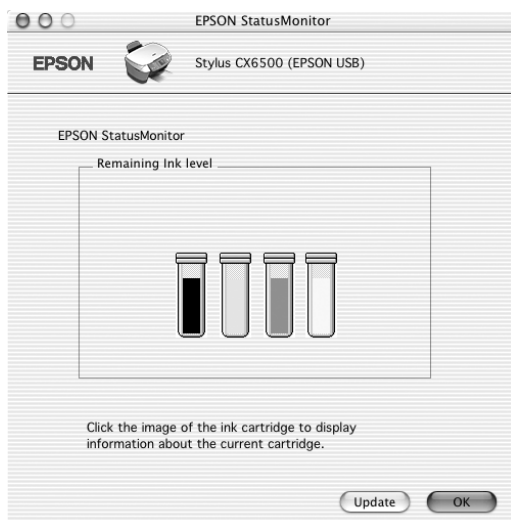 EPSON StatusMonitor
EPSON
Stylus CX6500 (EPSON USB)
EPSON StatusMonitor
Remaining Ink level
Click the image of the ink cartridge to display
information about the current cartridge.
Update
OK